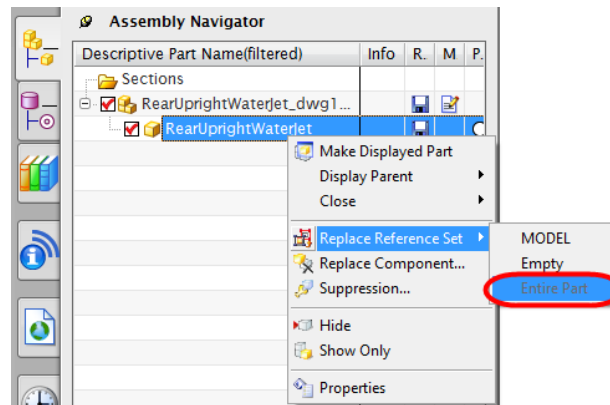 Assembly Navigator
Descriptive Part Name(filtered) Info R. M P.
Sections
RearUprightWaterJet_dwg1...
RearUprightWaterJet
Make Displayed Part
Display Parent
Close
Replace Reference Set MODEL
Replace Component... Empty
Suppression... Entire Part
Hide
Show Only
Properties